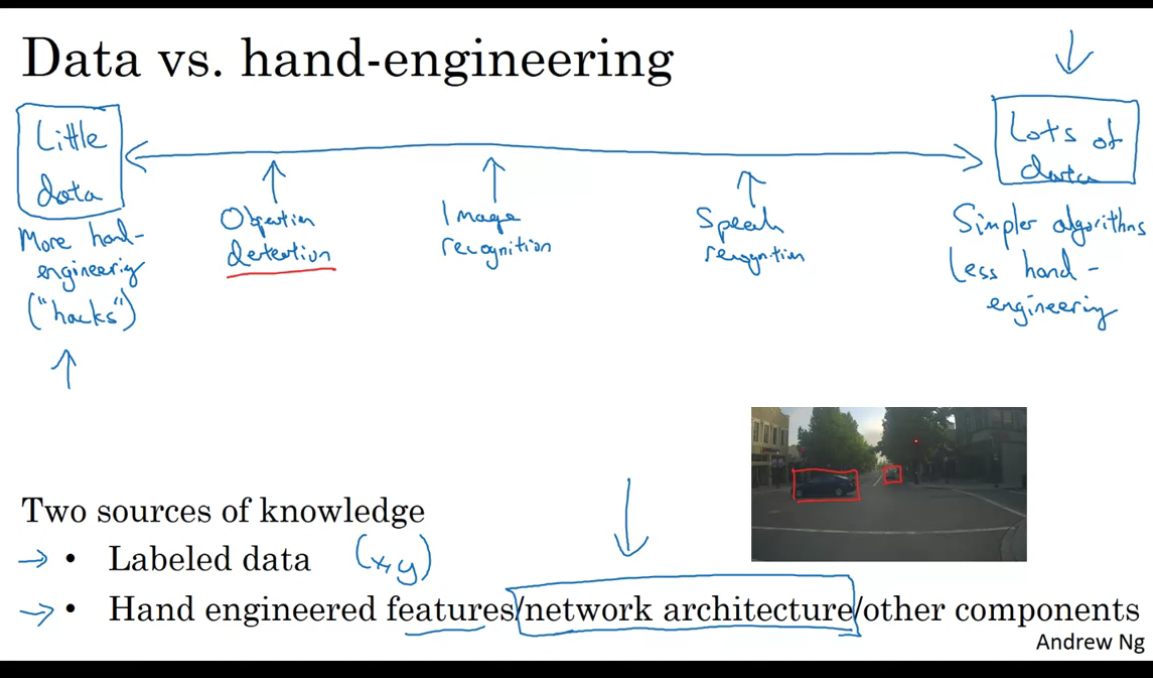 Data vs. hand-engineering
Little
data
More hand-
engineering
("hacks")
detection
Image
recognition
Speech
recognition
Lots of
data
Simpler algorithms
Less hand-
engineering
Two sources of knowledge
→ • Labeled data (x,y)
→ • Hand engineered features/network architecture/other components
Andrew Ng